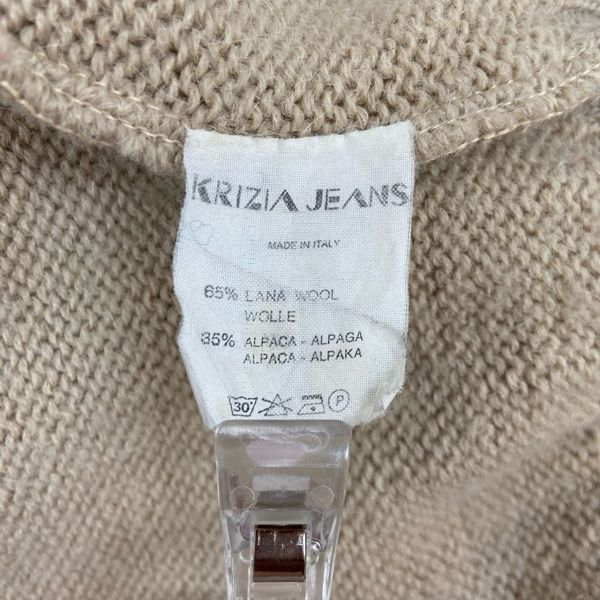 KRIZIA JEANS
MADE IN ITALY
65% LANA WOOL
WOLLE
35% ALPACA - ALPAGA
ALPACA - ALPAKA
30° P